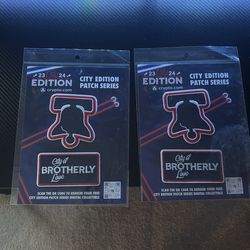 23 24
EDITION
crypto.com
CITY EDITION
PATCH SERIES
City of
BROTHERLY
Love
SCAN THE QR CODE TO REDEEM YOUR FREE
CITY EDITION PATCH SERIES DIGITAL COLLECTIBLE
23 24
EDITION
crypto.com
CITY EDITION
PATCH SERIES
City of
BROTHERLY
Love
SCAN THE QR CODE TO REDEEM YOUR FREE
CITY EDITION PATCH SERIES DIGITAL COLLECTIBLE